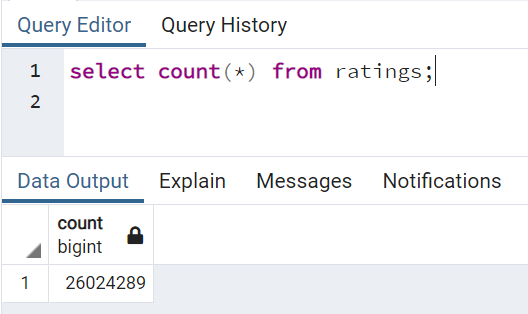 Query Editor Query History
1 select count(*) from ratings;
2
Data Output Explain Messages Notifications
count
bigint
1 26024289